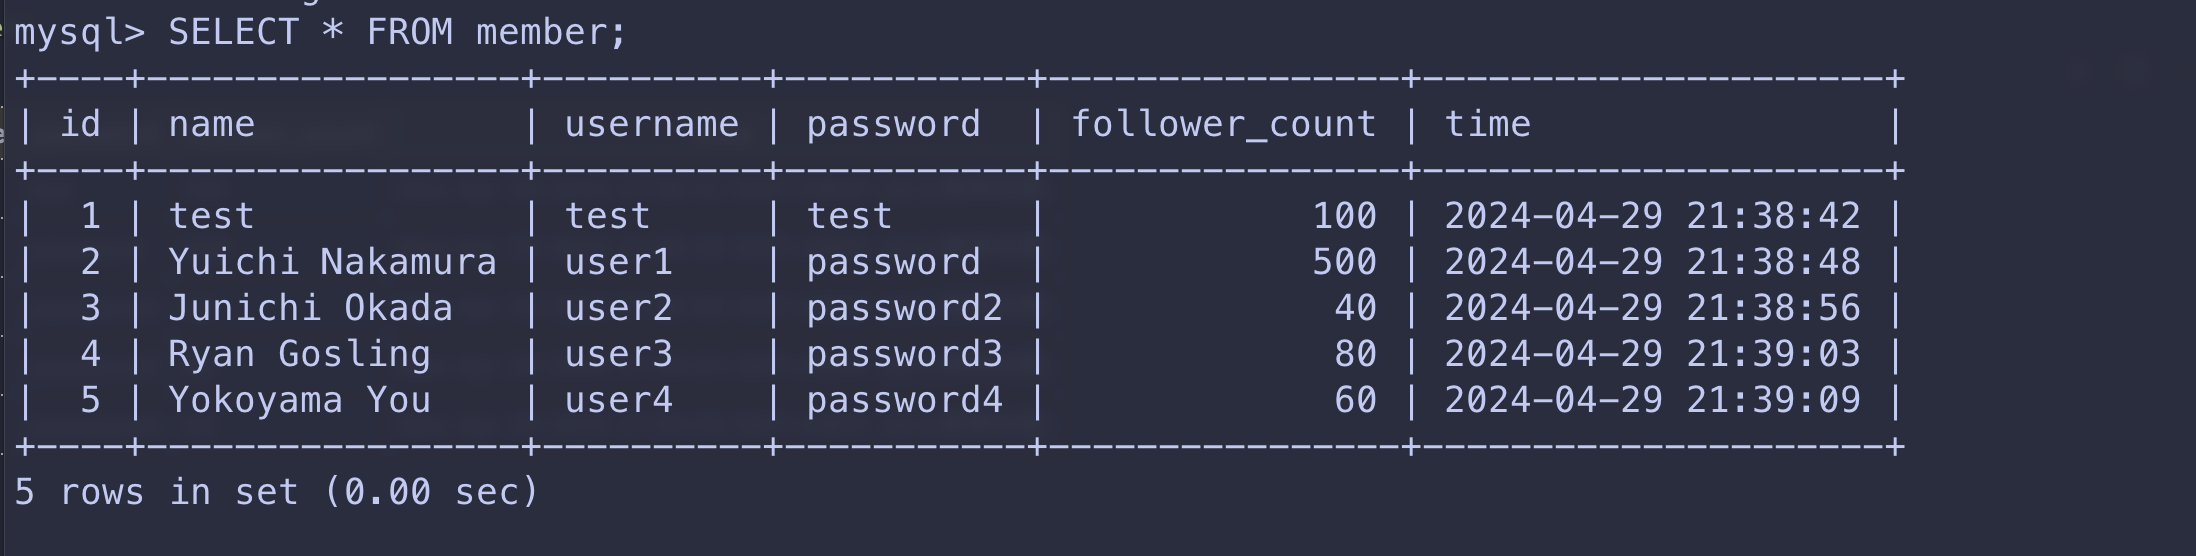 mysql> SELECT * FROM member;
+----+-----------------+----------+-----------+----------------+---------------------+
| id | name            | username | password  | follower_count | time                |
+----+-----------------+----------+-----------+----------------+---------------------+
|  1 | test            | test     | test      |            100 | 2024-04-29 21:38:42 |
|  2 | Yuichi Nakamura | user1    | password  |            500 | 2024-04-29 21:38:48 |
|  3 | Junichi Okada   | user2    | password2 |             40 | 2024-04-29 21:38:56 |
|  4 | Ryan Gosling    | user3    | password3 |             80 | 2024-04-29 21:39:03 |
|  5 | Yokoyama You    | user4    | password4 |             60 | 2024-04-29 21:39:09 |
+----+-----------------+----------+-----------+----------------+---------------------+
5 rows in set (0.00 sec)